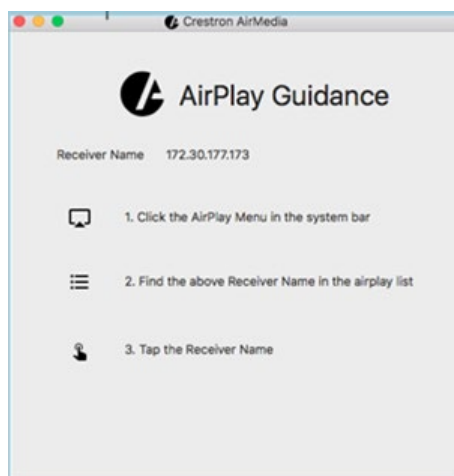 Crestron AirMedia
AirPlay Guidance
Receiver Name 172.30.177.173
1. Click the AirPlay Menu in the system bar
2. Find the above Receiver Name in the airplay list
3. Tap the Receiver Name